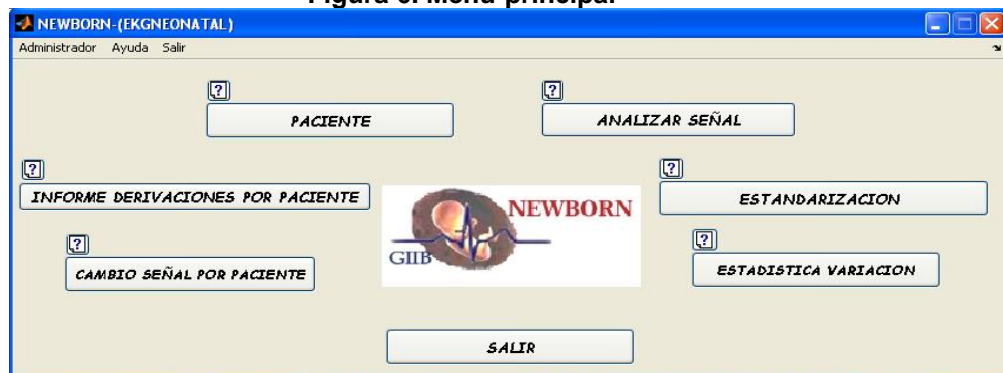 Figura 6. Menú principal
NEWBORN-(EKGNEONATAL)
Administrador Ayuda Salir
?
?
PACIENTE
ANALIZAR SEÑAL
?
?
INFORME DERIVACIONES POR PACIENTE
ESTANDARIZACION
NEWBORN
GIIB
?
?
CAMBIO SEÑAL POR PACIENTE
ESTADISTICA VARIACION
SALIR